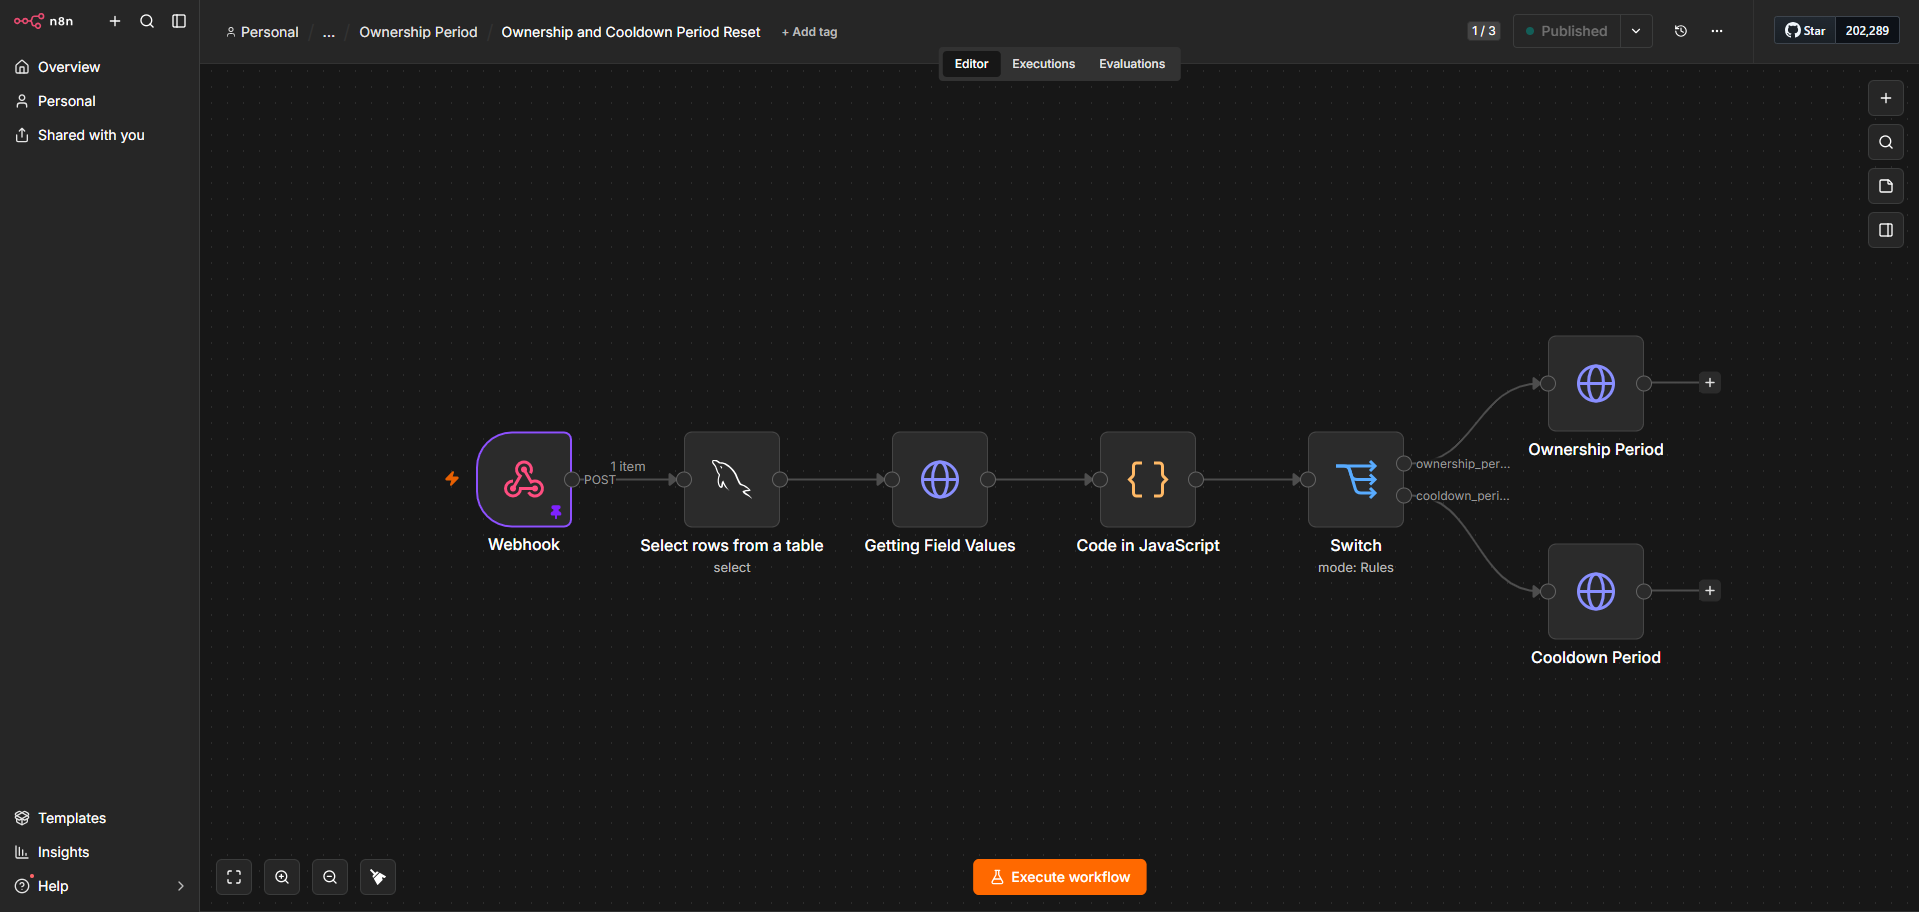 n8n
Personal
...
Ownership Period
Ownership and Cooldown Period Reset
+ Add tag
1 / 3
Published
Star
202,289
Editor
Executions
Evaluations
Overview
Personal
Shared with you
1 item
POST
Webhook
Select rows from a table
select
Getting Field Values
Code in JavaScript
Switch
mode: Rules
ownership_per...
cooldown_peri...
Ownership Period
Cooldown Period
Templates
Insights
Help
Execute workflow